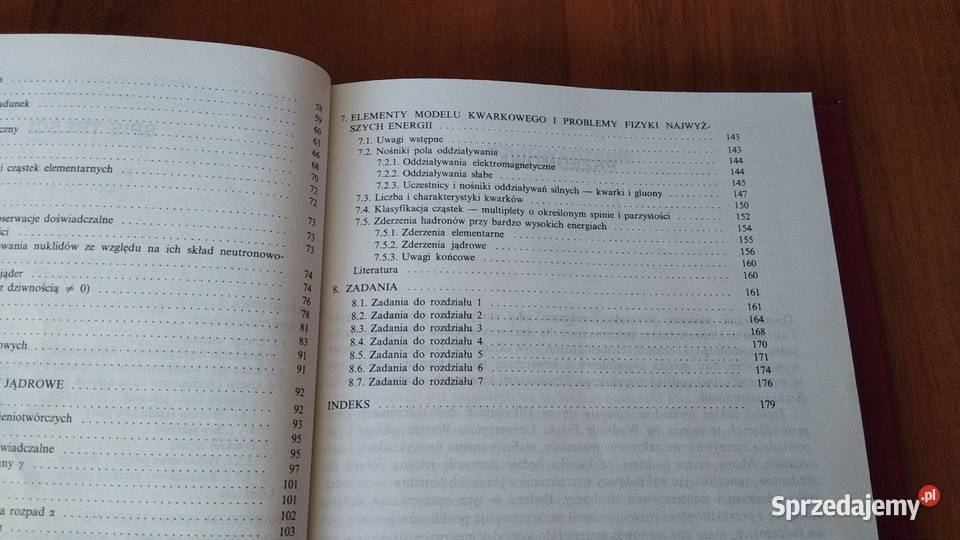 58
adunek 59
czny 60
63
66
i cząstek elementarnych 68
70
72
72
serwacje doświadczalne 73
ści 73
owania nuklidów ze względu na ich skład neutronowo- 73
jąder 74
z dziwnością ≠ 0) 74
76
78
81
83
owych 91
91
JĄDROWE 92
92
ieniotwórczych 93
95
wiadczalne 95
any γ 97
101
101
a rozpad α 102
103
7. ELEMENTY MODELU KWARKOWEGO I PROBLEMY FIZYKI NAJWYŻ-
SZYCH ENERGII 143
7.1. Uwagi wstępne 143
7.2. Nośniki pola oddziaływania 144
7.2.1. Oddziaływania elektromagnetyczne 144
7.2.2. Oddziaływania słabe 145
7.2.3. Uczestnicy i nośniki oddziaływań silnych — kwarki i gluony 147
7.3. Liczba i charakterystyki kwarków 150
7.4. Klasyfikacja cząstek — multiplety o określonym spinie i parzystości 152
7.5. Zderzenia hadronów przy bardzo wysokich energiach 154
7.5.1. Zderzenia elementarne 155
7.5.2. Zderzenia jądrowe 156
7.5.3. Uwagi końcowe 160
Literatura 160
8. ZADANIA 161
8.1. Zadania do rozdziału 1 161
8.2. Zadania do rozdziału 2 164
8.3. Zadania do rozdziału 3 168
8.4. Zadania do rozdziału 4 170
8.5. Zadania do rozdziału 5 171
8.6. Zadania do rozdziału 6 174
8.7. Zadania do rozdziału 7 176
INDEKS 179
Sprzedajemy.pl